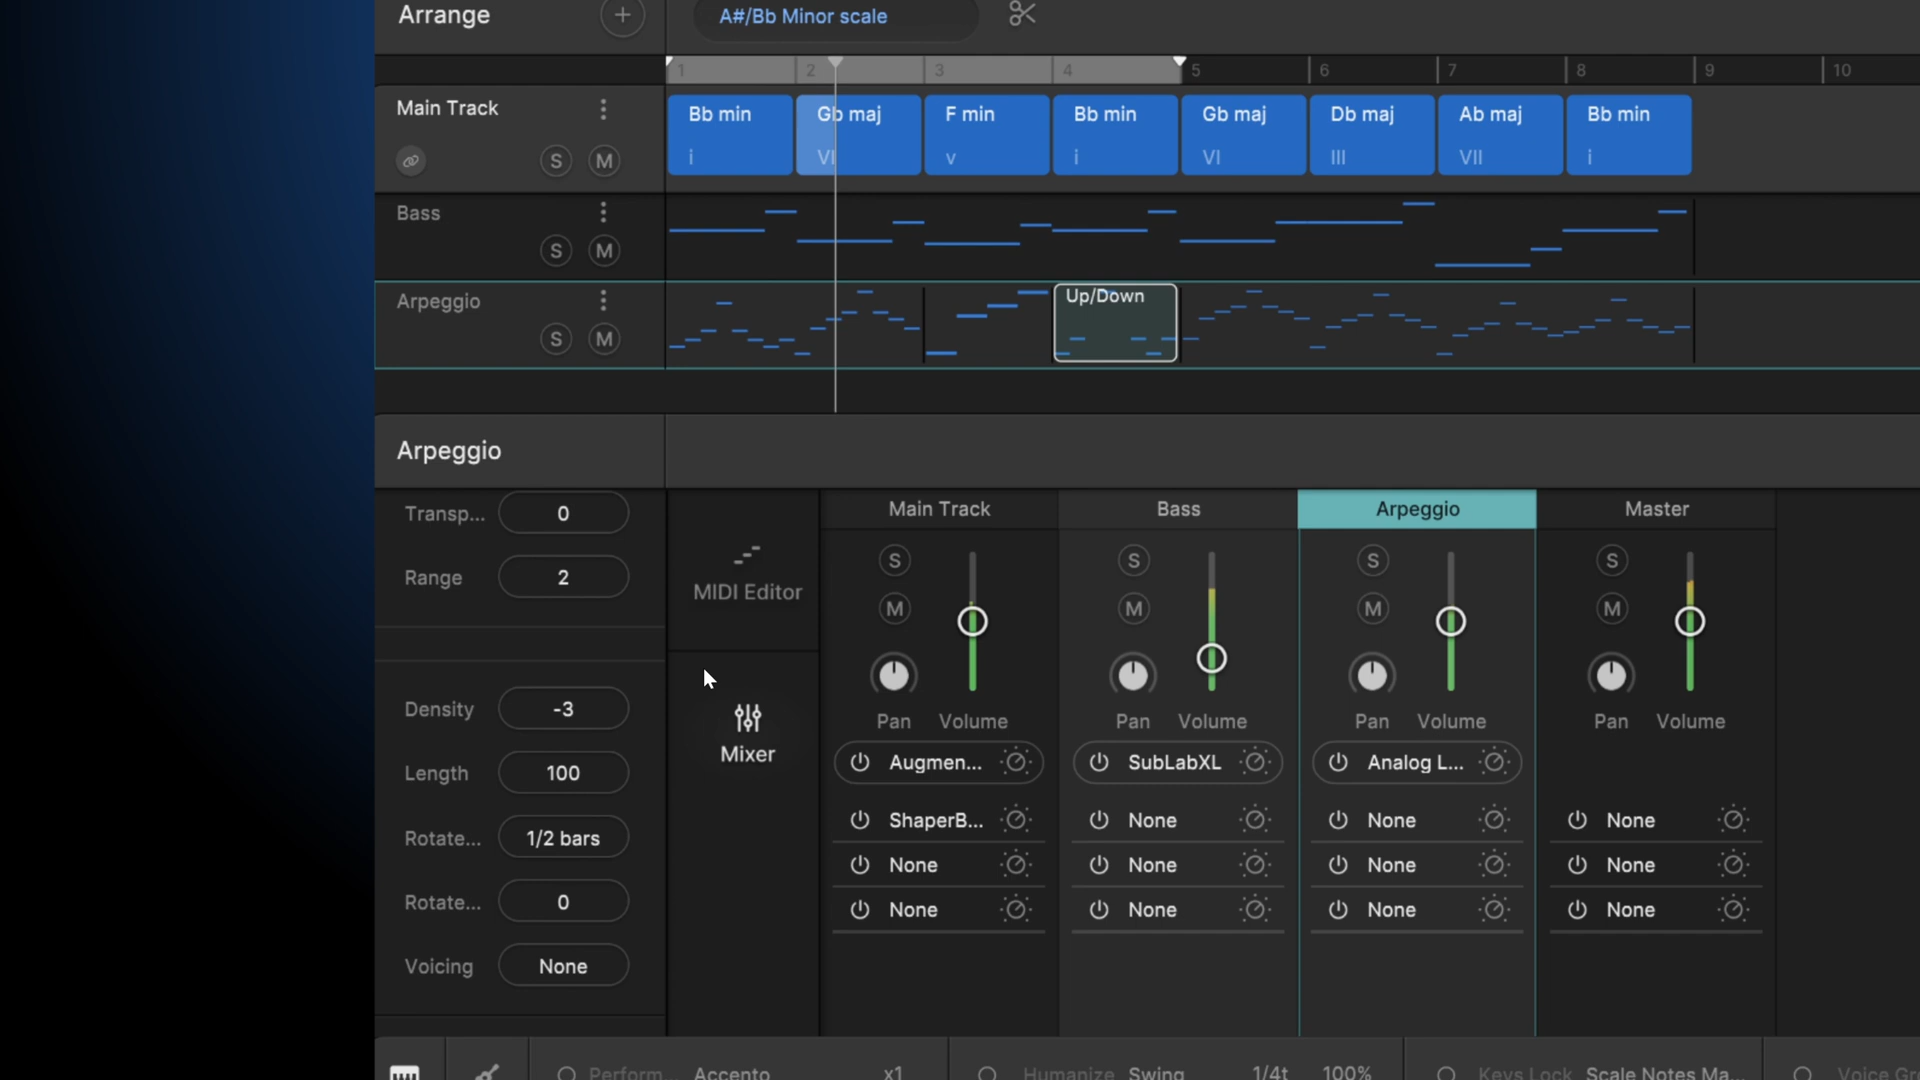 Arrange
A#/Bb Minor scale
1 2 3 4 5 6 7 8 9 10
Main Track
S M
Bb min
i
Gb maj
VI
F min
v
Bb min
i
Gb maj
VI
Db maj
III
Ab maj
VII
Bb min
i
Bass
S M
Arpeggio
S M
Up/Down
Arpeggio
Transp... 0
Range 2
Density -3
Length 100
Rotate... 1/2 bars
Rotate... 0
Voicing None
MIDI Editor
Mixer
Main Track
S
M
Pan Volume
Augmen...
ShaperB...
None
None
Bass
S
M
Pan Volume
SubLabXL
None
None
None
Arpeggio
S
M
Pan Volume
Analog L...
None
None
None
Master
S
M
Pan Volume
None
None
None
Perform... Accento x1 Humanize Swing 1/4t 100% Keys Lock Scale Notes Ma... Voice Gr